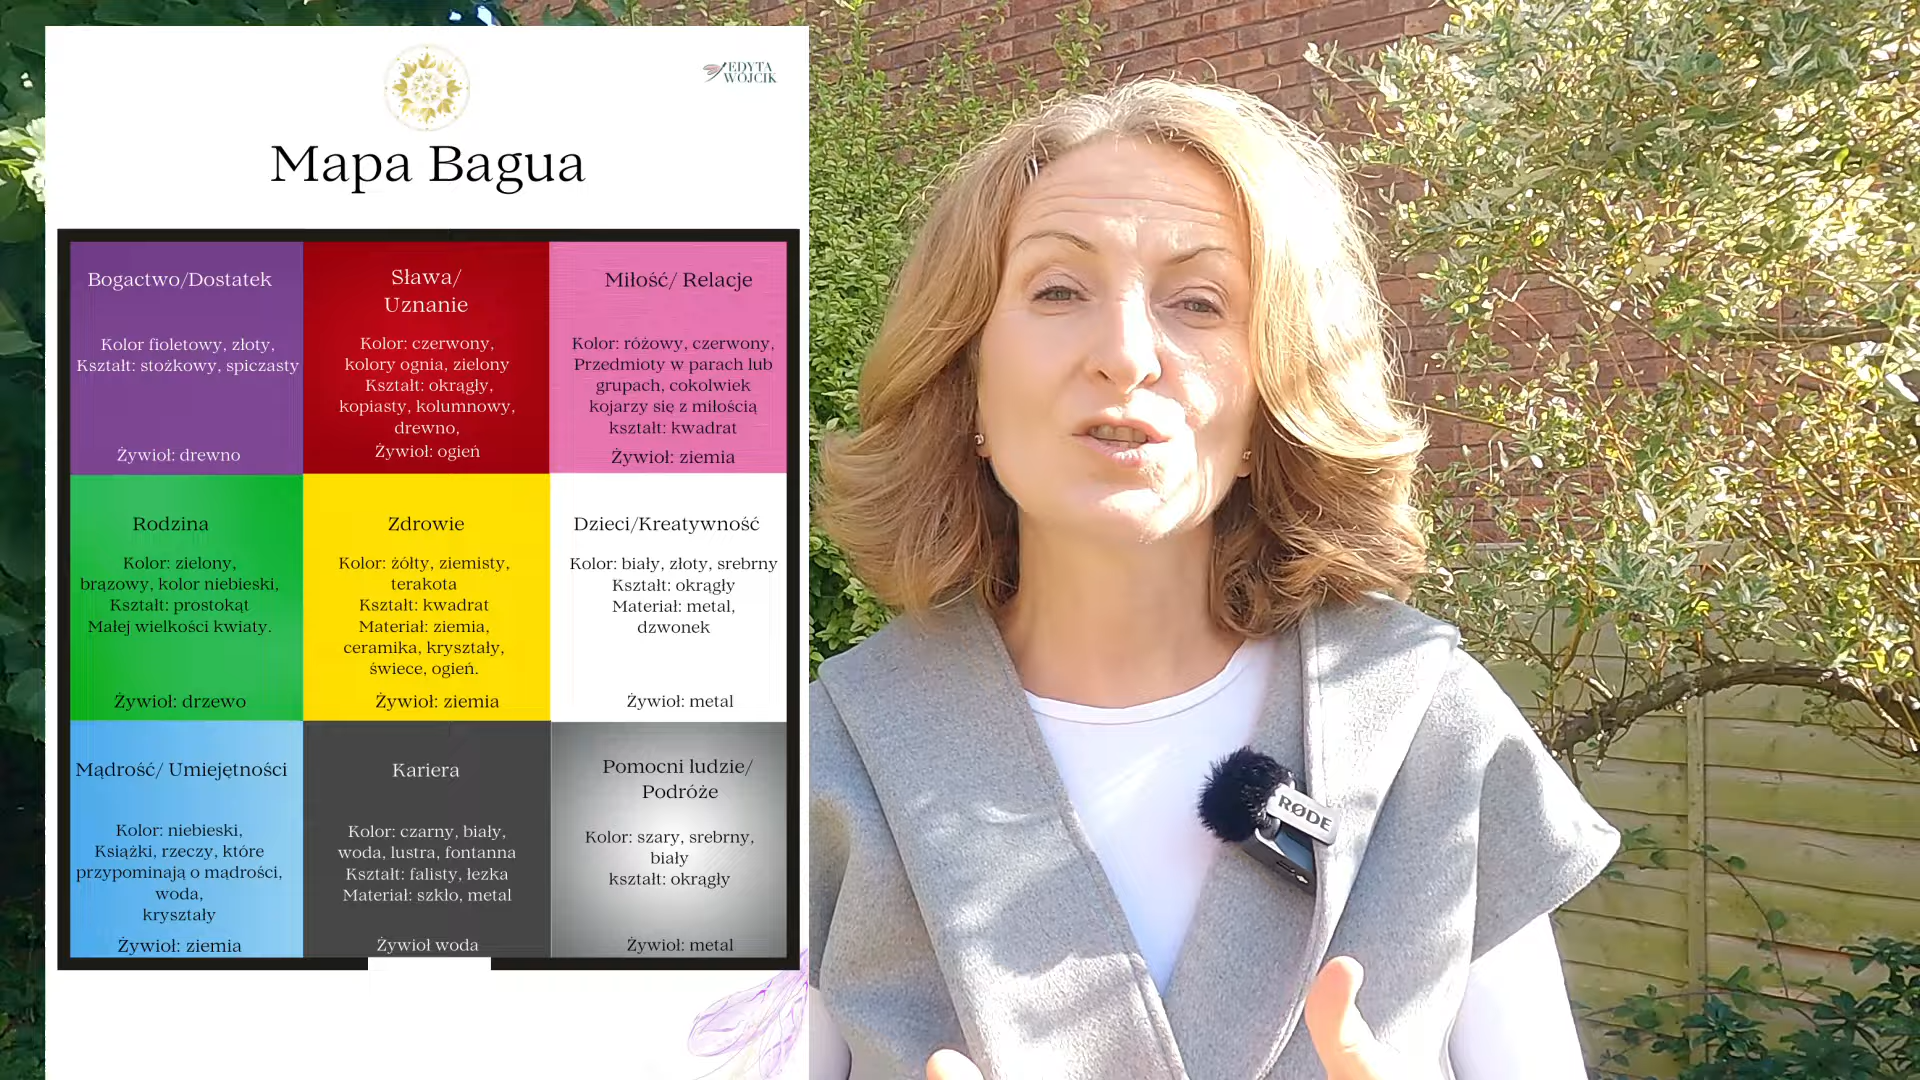 EDYTA
WÓJCIK
Mapa Bagua
Bogactwo/Dostatek
Kolor fioletowy, złoty,
Kształt: stożkowy, spiczasty
Żywioł: drewno
Sława/
Uznanie
Kolor: czerwony,
kolory ognia, zielony
Kształt: okrągły,
kopiasty, kolumnowy,
drewno,
Żywioł: ogień
Miłość/ Relacje
Kolor: różowy, czerwony,
Przedmioty w parach lub
grupach, cokolwiek
kojarzy się z miłością
kształt: kwadrat
Żywioł: ziemia
Rodzina
Kolor: zielony,
brązowy, kolor niebieski,
Kształt: prostokąt
Małej wielkości kwiaty.
Żywioł: drzewo
Zdrowie
Kolor: żółty, ziemisty,
terakota
Kształt: kwadrat
Materiał: ziemia,
ceramika, kryształy,
świece, ogień.
Żywioł: ziemia
Dzieci/Kreatywność
Kolor: biały, złoty, srebrny
Kształt: okrągły
Materiał: metal,
dzwonek
Żywioł: metal
Mądrość/ Umiejętności
Kolor: niebieski,
Książki, rzeczy, które
przypominają o mądrości,
woda,
kryształy
Żywioł: ziemia
Kariera
Kolor: czarny, biały,
woda, lustra, fontanna
Kształt: falisty, łezka
Materiał: szkło, metal
Żywioł woda
Pomocni ludzie/
Podróże
Kolor: szary, srebrny,
biały
kształt: okrągły
Żywioł: metal
RØDE